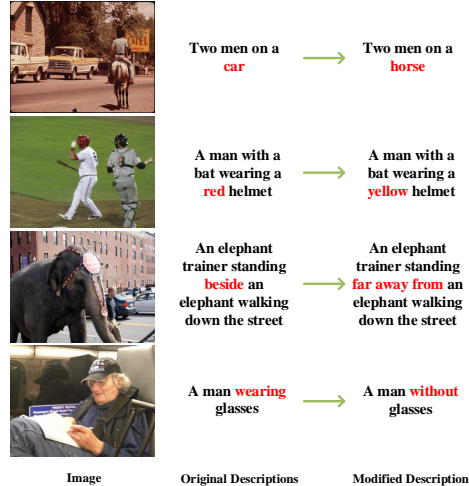 OTEL
Two men on a
car
Two men on a
horse
A man with a
bat wearing a
red helmet
A man with a
bat wearing a
yellow helmet
An elephant
trainer standing
beside an
elephant walking
down the street
An elephant
trainer standing
far away from an
elephant walking
down the street
A man wearing
glasses
A man without
glasses
Image
Original Descriptions
Modified Description